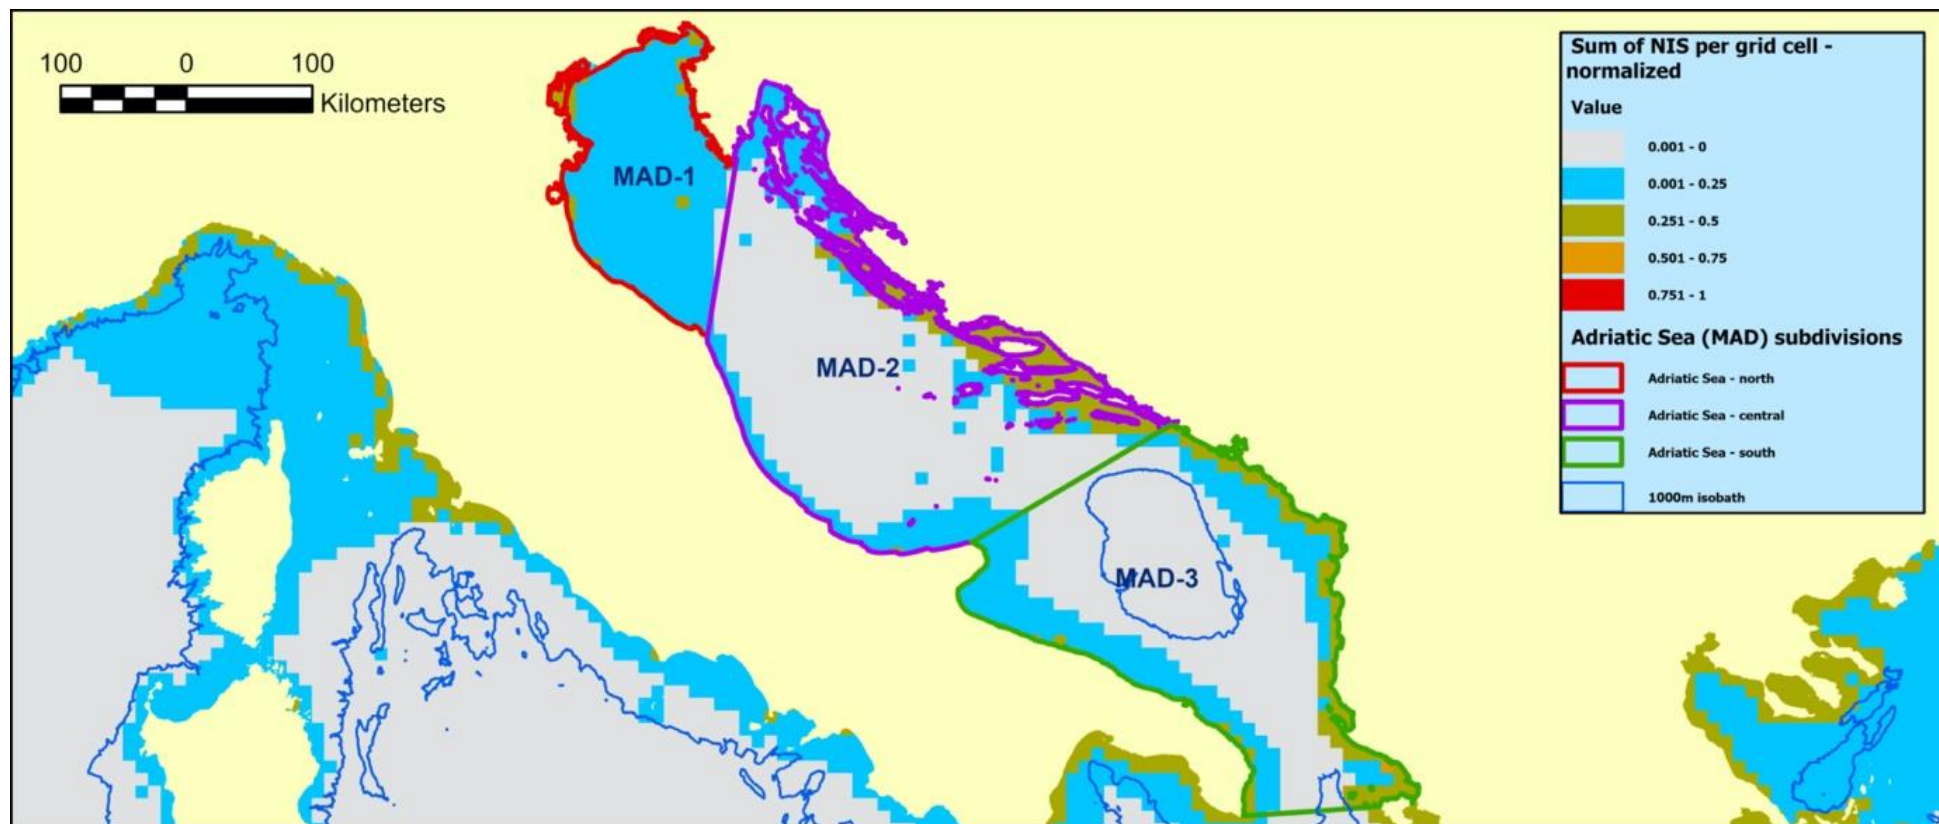 100 0 100
Kilometers
MAD-1
MAD-2
MAD-3
Sum of NIS per grid cell -
normalized
Value
0.001 - 0
0.001 - 0.25
0.251 - 0.5
0.501 - 0.75
0.751 - 1
Adriatic Sea (MAD) subdivisions
Adriatic Sea - north
Adriatic Sea - central
Adriatic Sea - south
1000m isobath